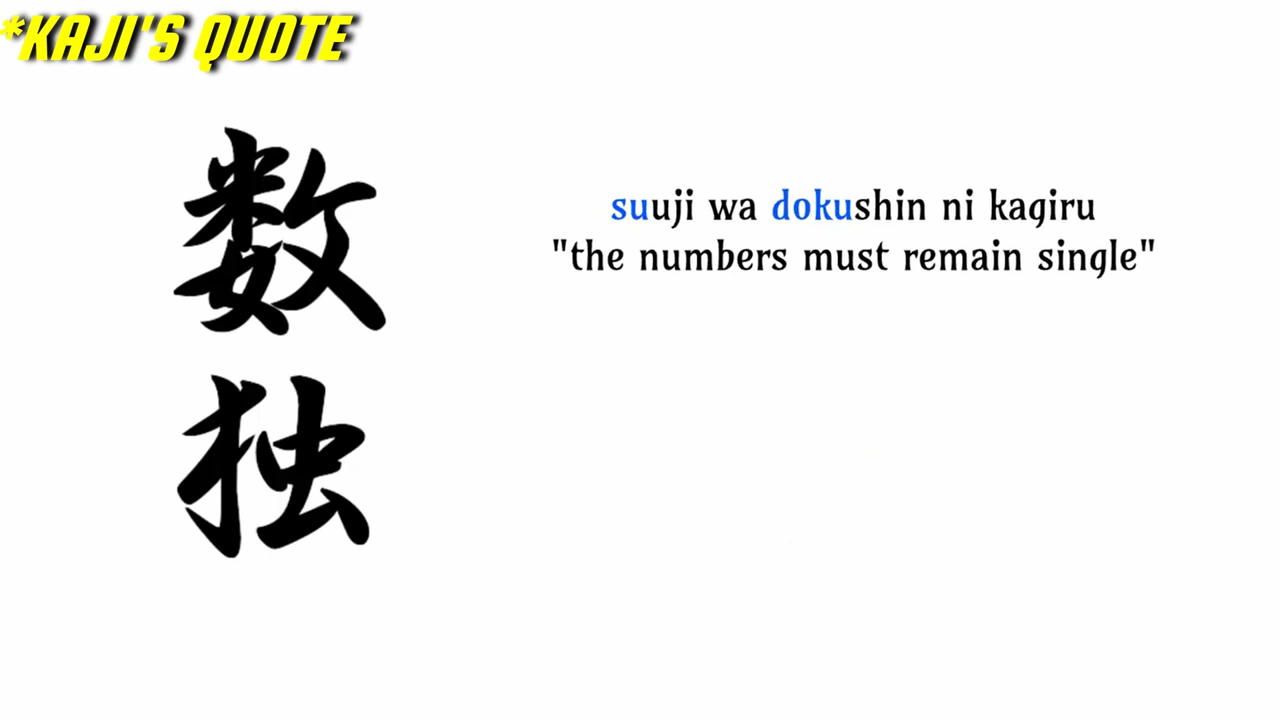 *KAJI'S QUOTE
数独
suuji wa dokushin ni kagiru
"the numbers must remain single"